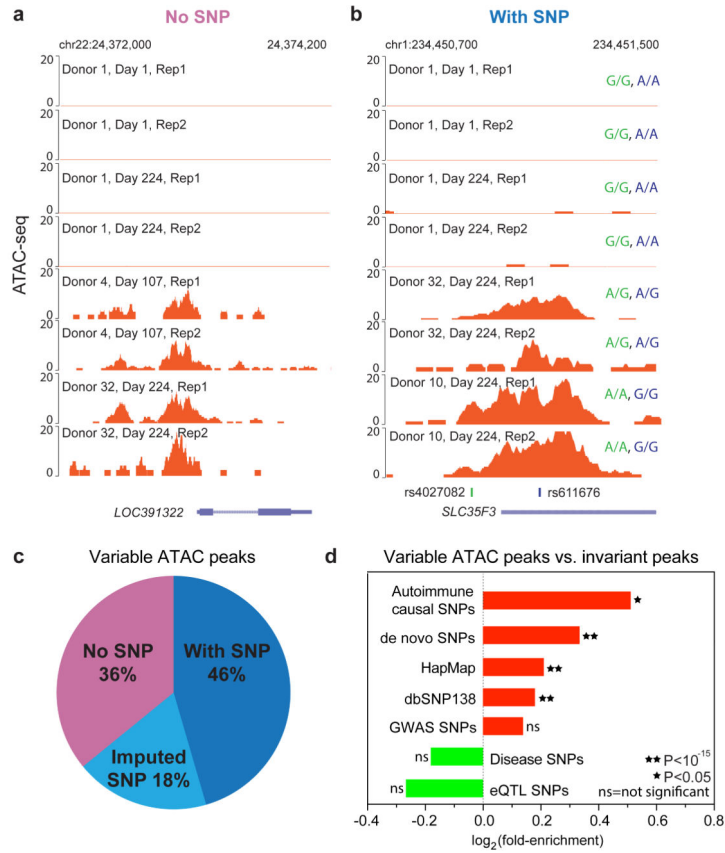 a
No SNP
chr22:24,372,000 24,374,200
20
Donor 1, Day 1, Rep1
0
20
Donor 1, Day 1, Rep2
0
20
Donor 1, Day 224, Rep1
0
20
Donor 1, Day 224, Rep2
0
20
Donor 4, Day 107, Rep1
0
20
Donor 4, Day 107, Rep2
0
20
Donor 32, Day 224, Rep1
0
20
Donor 32, Day 224, Rep2
0
ATAC-seq
LOC391322
b
With SNP
chr1:234,450,700 234,451,500
20
Donor 1, Day 1, Rep1 G/G, A/A
0
20
Donor 1, Day 1, Rep2 G/G, A/A
0
20
Donor 1, Day 224, Rep1 G/G, A/A
0
20
Donor 1, Day 224, Rep2 G/G, A/A
0
20
Donor 32, Day 224, Rep1 A/G, A/G
0
20
Donor 32, Day 224, Rep2 A/G, A/G
0
20
Donor 10, Day 224, Rep1 A/A, G/G
0
20
Donor 10, Day 224, Rep2 A/A, G/G
0
rs4027082 rs611676
SLC35F3
c
Variable ATAC peaks
No SNP
36%
With SNP
46%
Imputed
SNP 18%
d
Variable ATAC peaks vs. invariant peaks
Autoimmune
causal SNPs ★
de novo SNPs ★★
HapMap ★★
dbSNP138 ★★
GWAS SNPs ns
ns Disease SNPs
ns eQTL SNPs
★★ P<10⁻¹⁵
★ P<0.05
ns=not significant
-0.4 -0.2 0.0 0.2 0.4 0.6 0.8
log₂(fold-enrichment)